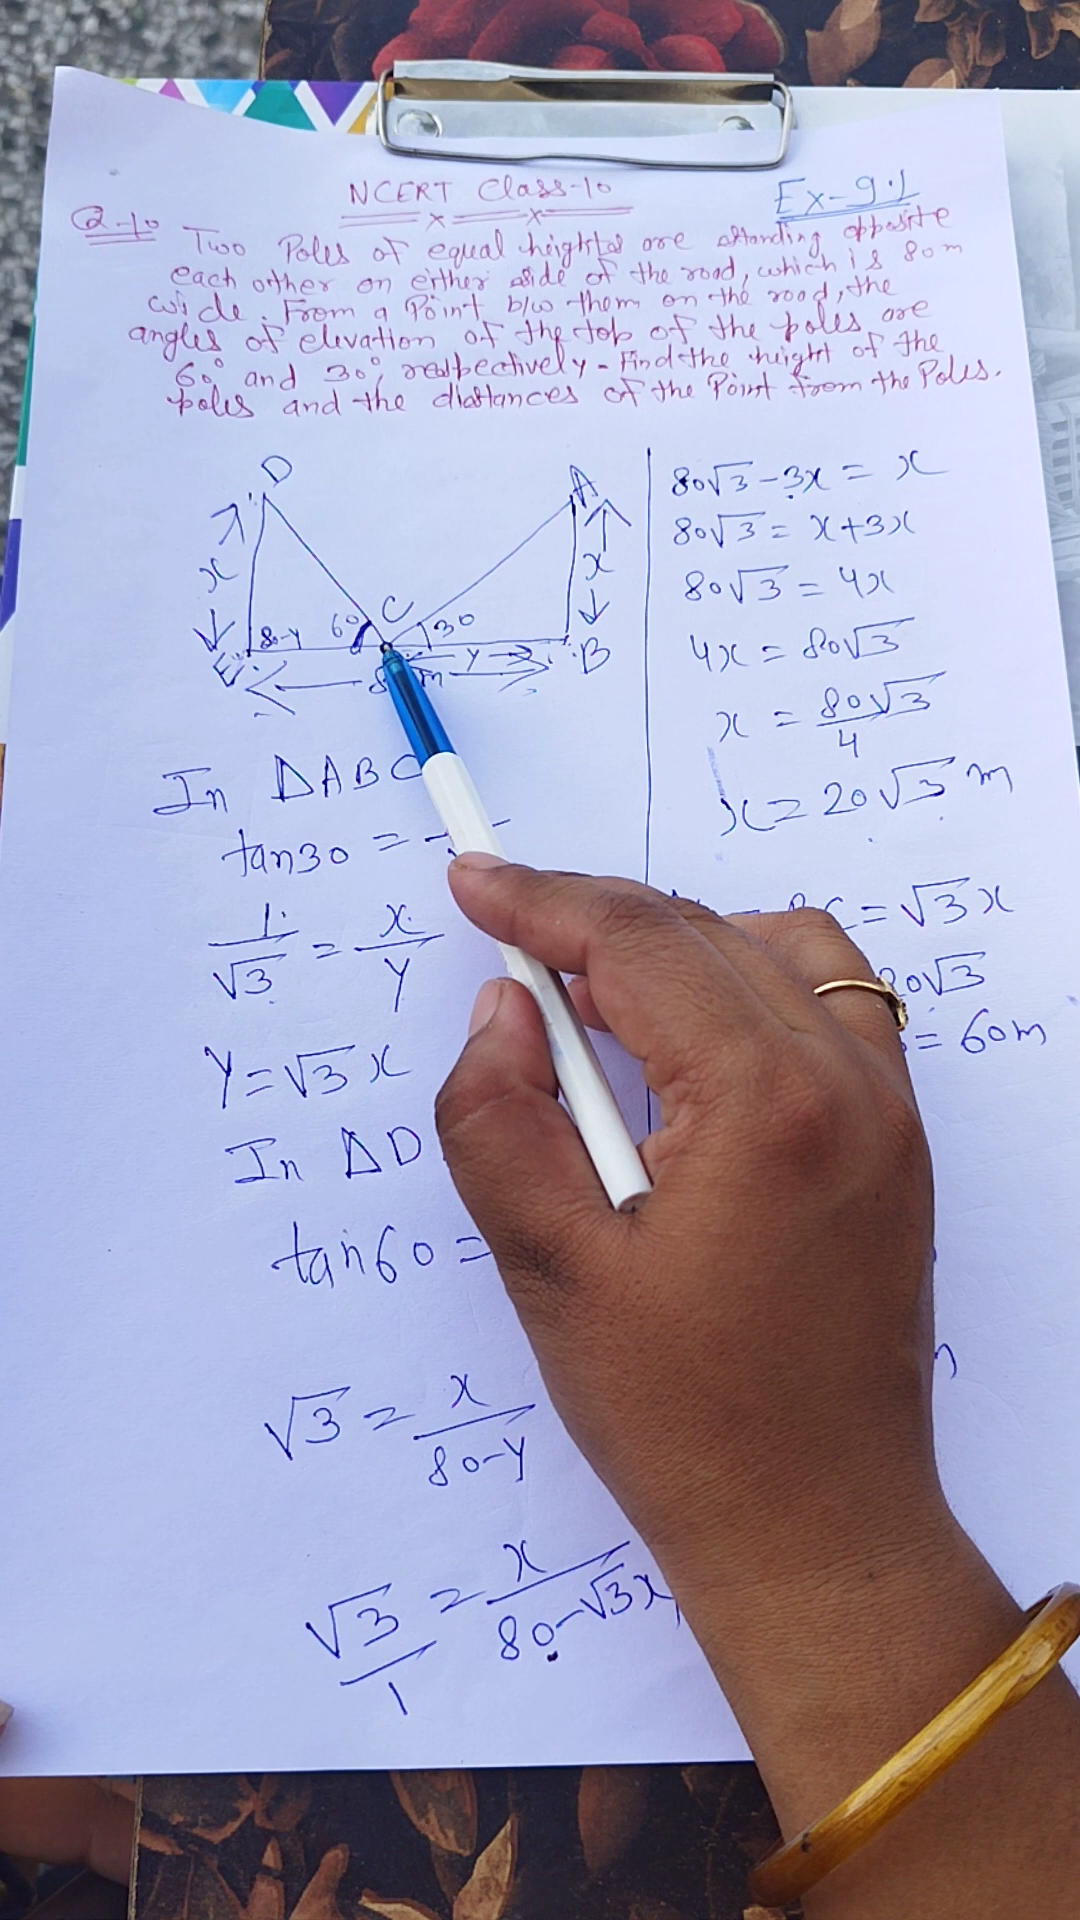 NCERT Class-10
Ex-9.1
Q-10 Two Poles of equal heights are standing opposite
each other on either side of the road, which is 80m
wide. From a Point b/w them on the road, the
angles of elevation of the top of the poles are
60° and 30°, respectively - Find the height of the
poles and the distances of the Point from the Poles.
D
A
x
x
C
80-Y
60
30
Y
E
B
8
m
In ΔABC
tan30 =
1/√3 = x/Y
Y=√3x
In ΔD
tan60 =
√3 = x/80-Y
√3/1 = x/80-√3x
80√3-3x = x
80√3 = x+3x
80√3 = 4x
4x = 80√3
x = 80√3/4
x = 20√3 m
C = √3x
20√3
= 60m